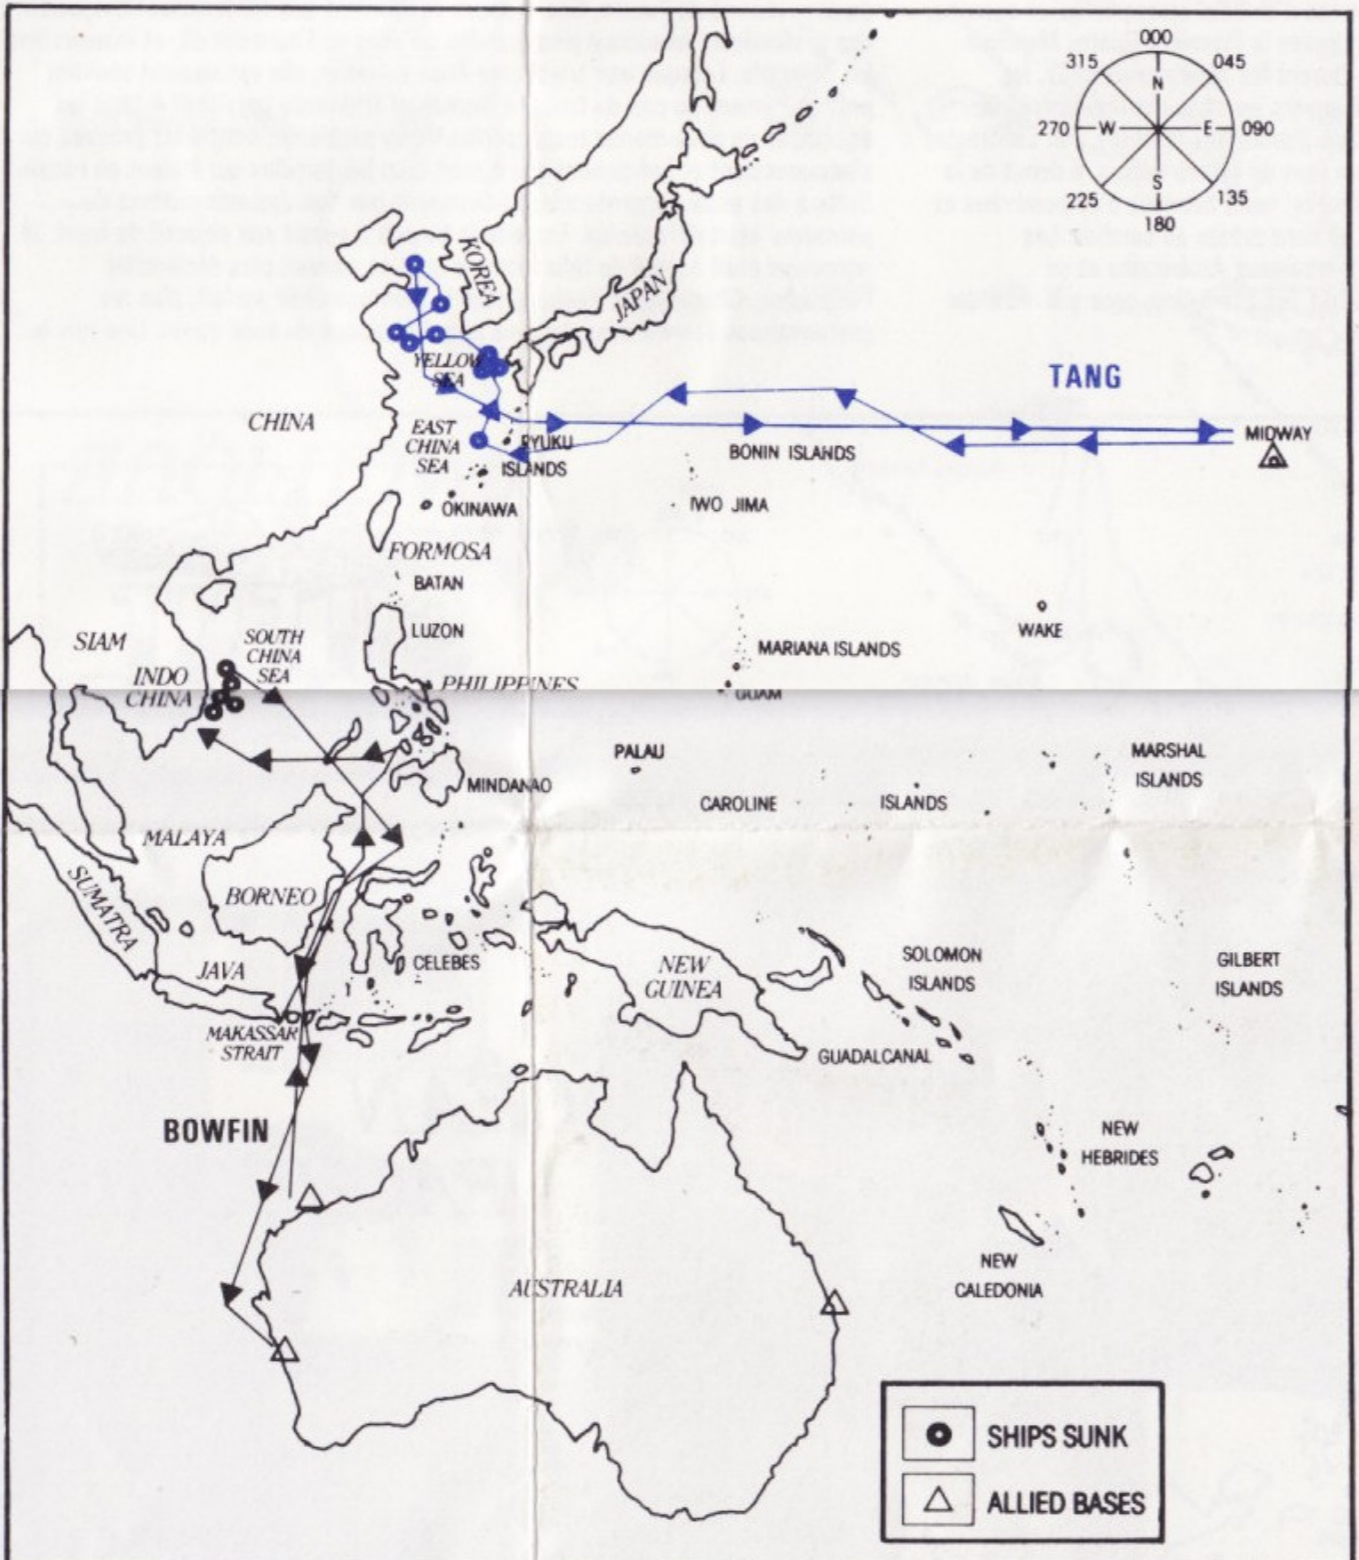 000
315
045
N
270
W
E
090
S
225
135
180
KOREA
JAPAN
YELLOW
SEA
TANG
CHINA
EAST
CHINA
SEA
RYUKU
ISLANDS
BONIN ISLANDS
MIDWAY
OKINAWA
IWO JIMA
FORMOSA
BATAN
LUZON
WAKE
SIAM
SOUTH
CHINA
SEA
MARIANA ISLANDS
INDO
CHINA
PHILIPPINES
GUAM
PALAU
MARSHAL
ISLANDS
MINDANAO
CAROLINE
ISLANDS
MALAYA
SUMATRA
BORNEO
JAVA
CELEBES
NEW
GUINEA
SOLOMON
ISLANDS
GILBERT
ISLANDS
MAKASSAR
STRAIT
GUADALCANAL
BOWFIN
NEW
HEBRIDES
NEW
CALEDONIA
AUSTRALIA
SHIPS SUNK
ALLIED BASES